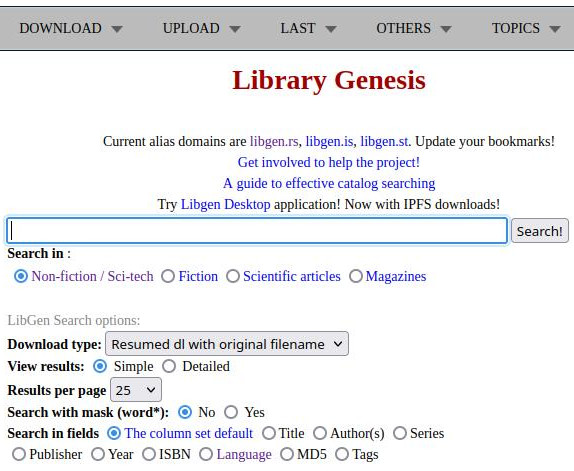 DOWNLOAD UPLOAD LAST OTHERS TOPICS
Library Genesis
Current alias domains are libgen.rs, libgen.is, libgen.st. Update your bookmarks!
Get involved to help the project!
A guide to effective catalog searching
Try Libgen Desktop application! Now with IPFS downloads!
Search!
Search in :
Non-fiction / Sci-tech Fiction Scientific articles Magazines
LibGen Search options:
Download type: Resumed dl with original filename
View results: Simple Detailed
Results per page 25
Search with mask (word*): No Yes
Search in fields The column set default Title Author(s) Series
Publisher Year ISBN Language MD5 Tags